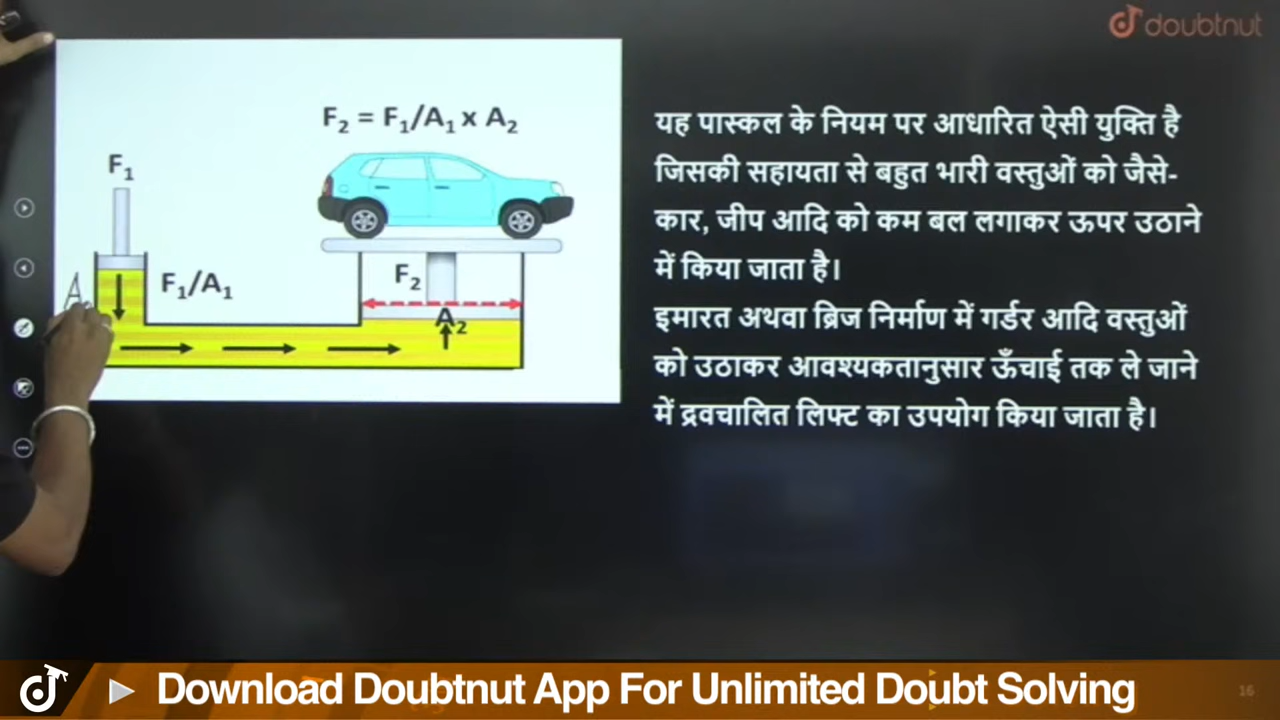 doubtnut
F₂ = F₁/A₁ x A₂
F₁
F₁/A₁
F₂
A
A₂
यह पास्कल के नियम पर आधारित ऐसी युक्ति है
जिसकी सहायता से बहुत भारी वस्तुओं को जैसे-
कार, जीप आदि को कम बल लगाकर ऊपर उठाने
में किया जाता है।
इमारत अथवा ब्रिज निर्माण में गर्डर आदि वस्तुओं
को उठाकर आवश्यकतानुसार ऊँचाई तक ले जाने
में द्रवचालित लिफ्ट का उपयोग किया जाता है।
Download Doubtnut App For Unlimited Doubt Solving
16